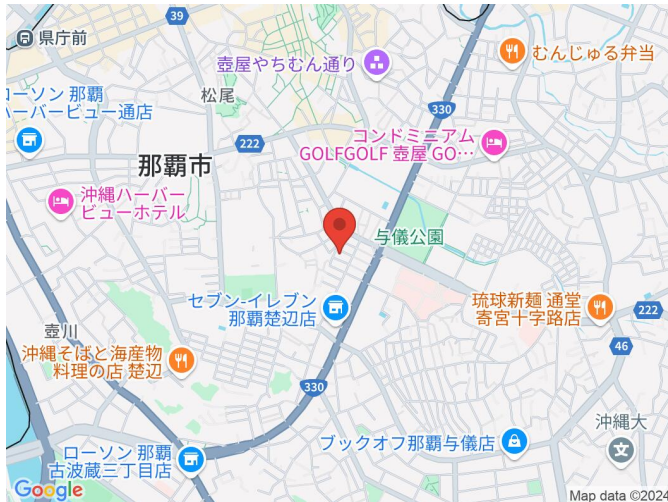 県庁前
39
むんじゅる弁当
壺屋やちむん通り
松尾
330
ローソン 那覇
ハーバービュー通店
222
コンドミニアム
GOLFGOLF 壺屋 GO…
那覇市
沖縄ハーバー
ビューホテル
与儀公園
セブン-イレブン
那覇楚辺店
琉球新麺 通堂
寄宮十字路店
222
壺川
46
沖縄そばと海産物
料理の店 楚辺
330
沖縄大
ブックオフ那覇与儀店
ローソン 那覇
古波蔵三丁目店
Google
Map data ©2024